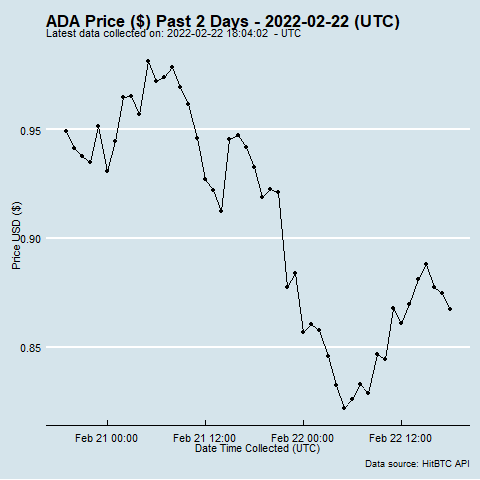 ADA Price ($) Past 2 Days - 2022-02-22 (UTC)
Latest data collected on: 2022-02-22 18:04:02  - UTC
Price USD ($)
0.95
0.90
0.85
Feb 21 00:00
Feb 21 12:00
Feb 22 00:00
Feb 22 12:00
Date Time Collected (UTC)
Data source: HitBTC API